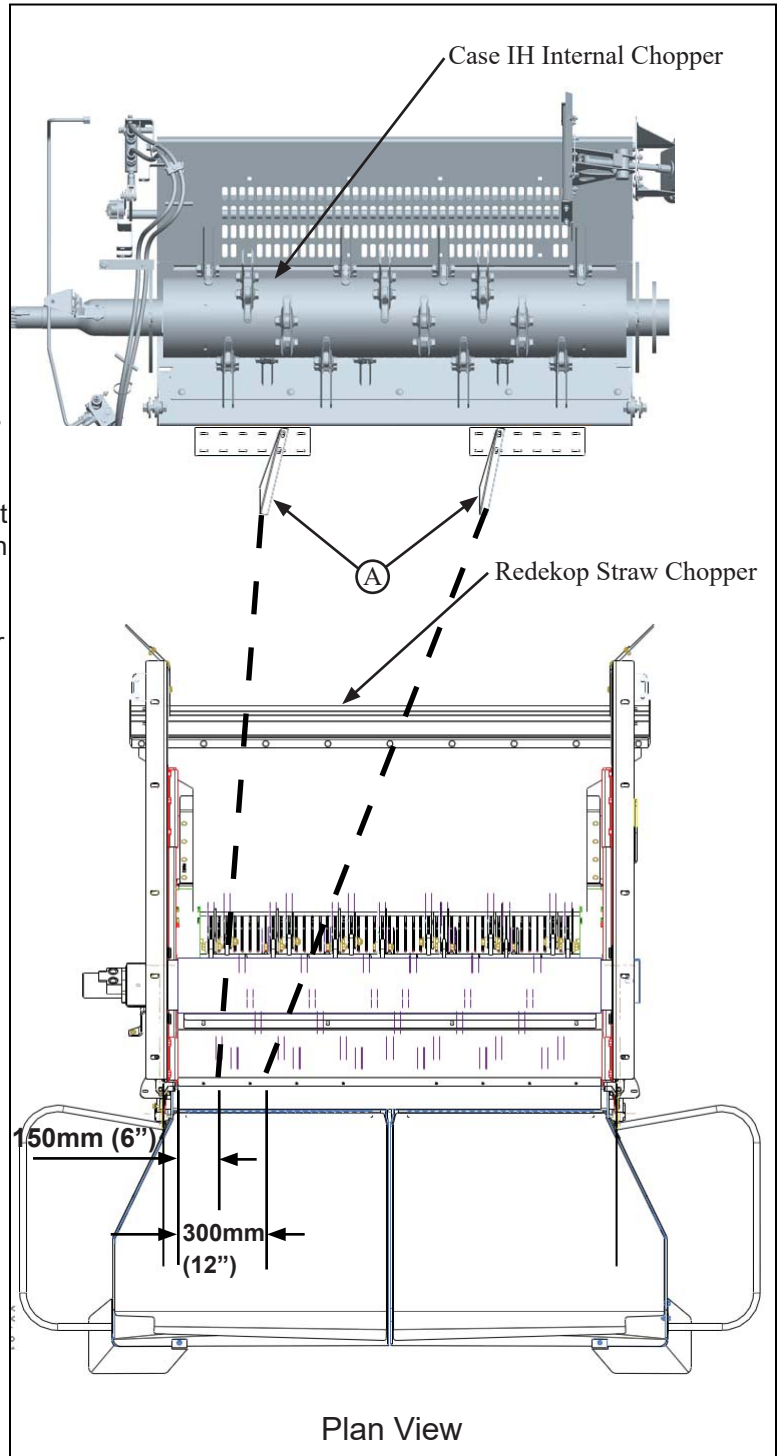 Case IH Internal Chopper
t
n
A
Redekop Straw Chopper
r
150mm (6”)
300mm
(12”)
Plan View